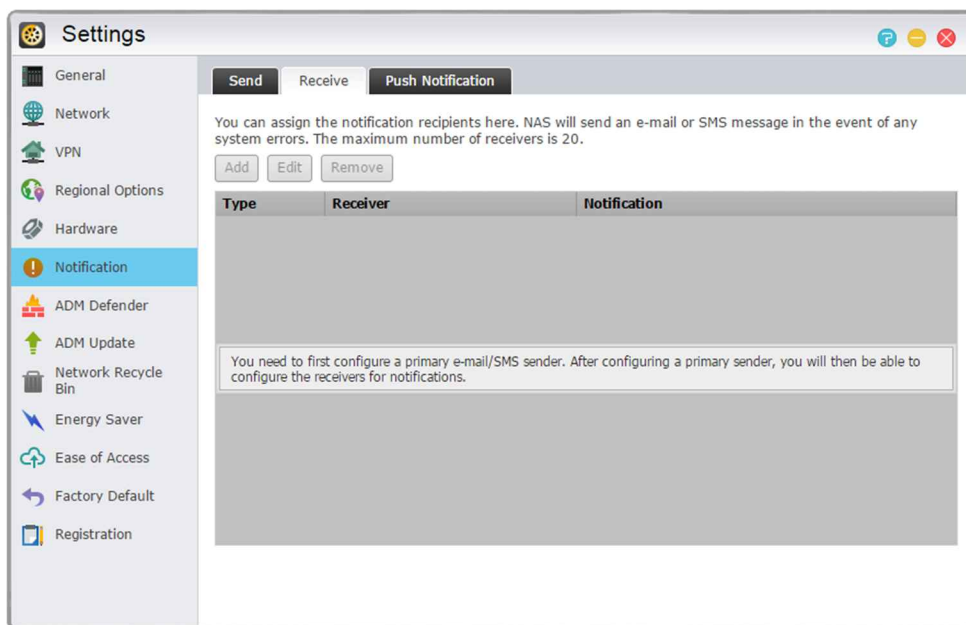 Settings
General
Network
VPN
Regional Options
Hardware
Notification
ADM Defender
ADM Update
Network Recycle
Bin
Energy Saver
Ease of Access
Factory Default
Registration
Send
Receive
Push Notification
You can assign the notification recipients here. NAS will send an e-mail or SMS message in the event of any
system errors. The maximum number of receivers is 20.
Add
Edit
Remove
Type
Receiver
Notification
You need to first configure a primary e-mail/SMS sender. After configuring a primary sender, you will then be able to
configure the receivers for notifications.